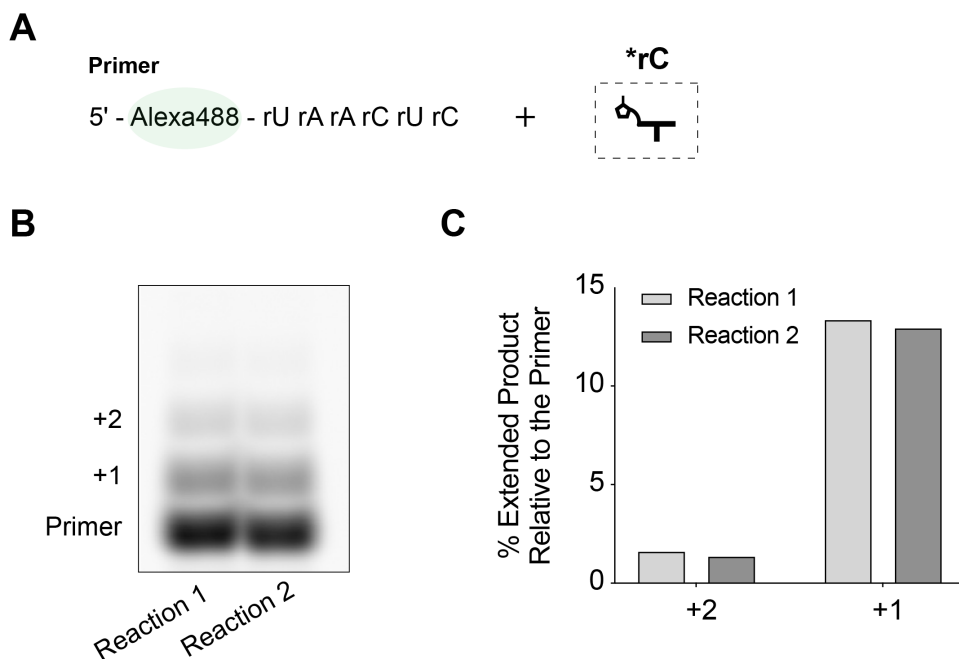 A
Primer
5' - Alexa488 - rU rA rA rC rU rC + *rC
B
+2
+1
Primer
Reaction 1
Reaction 2
C
% Extended Product
Relative to the Primer
15
10
5
0
Reaction 1
Reaction 2
+2
+1